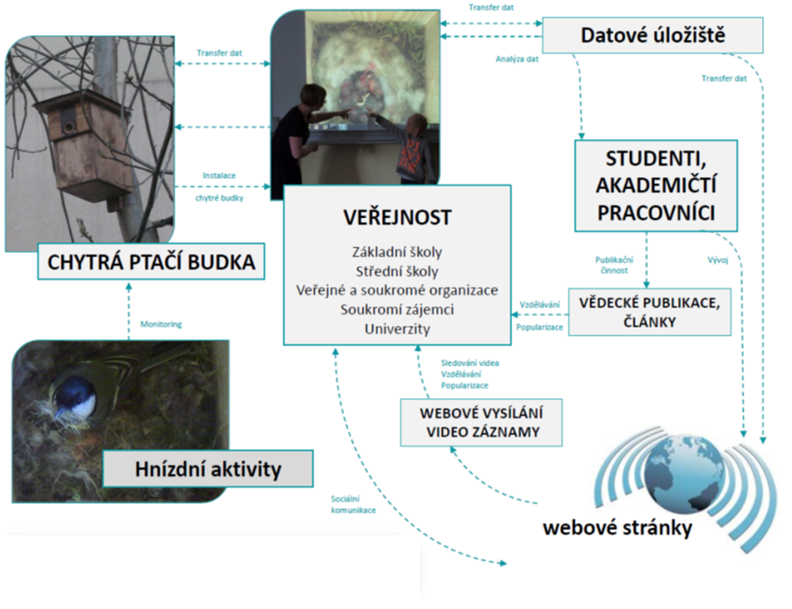 Transfer dat
Datové úložiště
Transfer dat
Analýza dat
Transfer dat
Instalace
chytré budky
STUDENTI,
AKADEMIČTÍ
PRACOVNÍCI
VEŘEJNOST
Základní školy
Střední školy
Veřejné a soukromé organizace
Soukromí zájemci
Univerzity
CHYTRÁ PTAČÍ BUDKA
Publikační
činnost
Vývoj
Vzdělávání
Popularizace
VĚDECKÉ PUBLIKACE,
ČLÁNKY
Monitoring
Sledování videa
Vzdělávání
Popularizace
WEBOVÉ VYSÍLÁNÍ
VIDEO ZÁZNAMY
Hnízdní aktivity
Sociální
komunikace
webové stránky